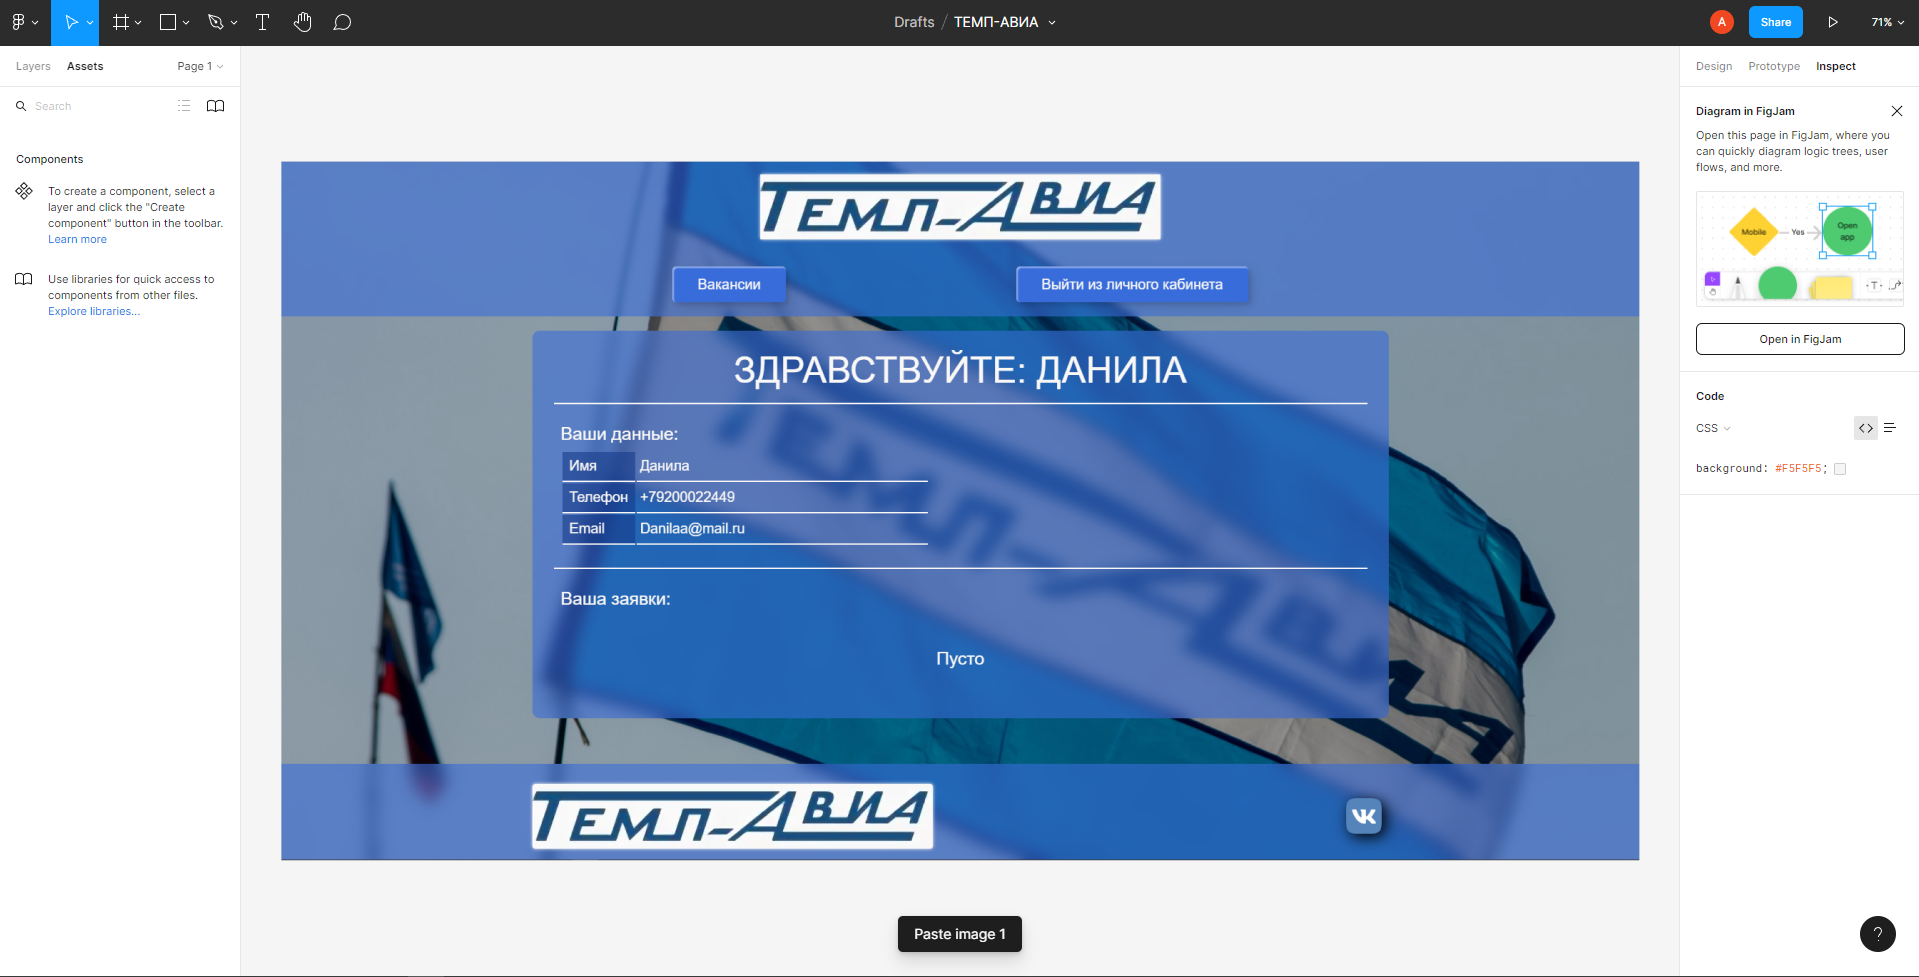 Drafts / ТЕМП-АВИА
A
Share
71%
Layers
Assets
Page 1
Search
Components
To create a component, select a
layer and click the "Create
component" button in the toolbar.
Learn more
Use libraries for quick access to
components from other files.
Explore libraries...
ТЕМП-АВИА
Вакансии
Выйти из личного кабинета
ЗДРАВСТВУЙТЕ: ДАНИЛА
Ваши данные:
Имя Данила
Телефон +79200022449
Email Danilaa@mail.ru
Ваша заявки:
Пусто
ТЕМП-АВИА
ТЕМП-АВИА
Paste image 1
Design
Prototype
Inspect
Diagram in FigJam
Open this page in FigJam, where you
can quickly diagram logic trees, user
flows, and more.
Mobile
Yes
Open
app
T
Open in FigJam
Code
CSS
background: #F5F5F5;
?